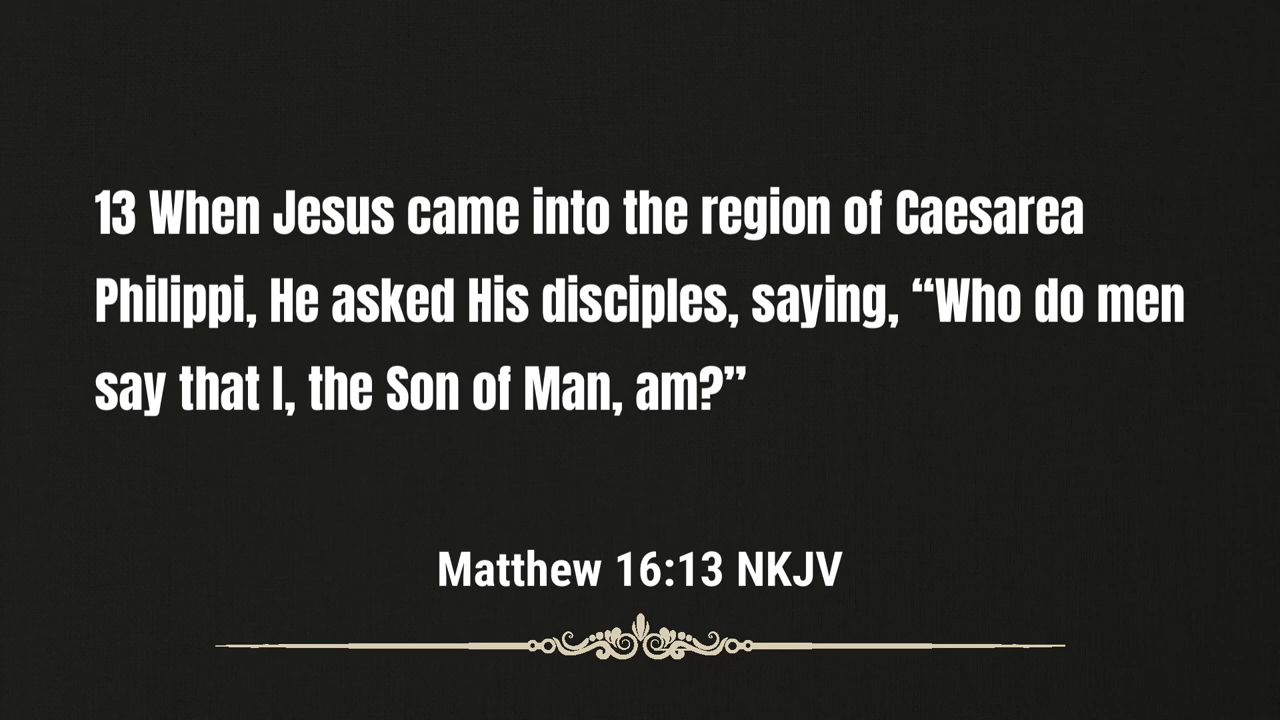 13 When Jesus came into the region of Caesarea
Philippi, He asked His disciples, saying, “Who do men
say that I, the Son of Man, am?”
Matthew 16:13 NKJV